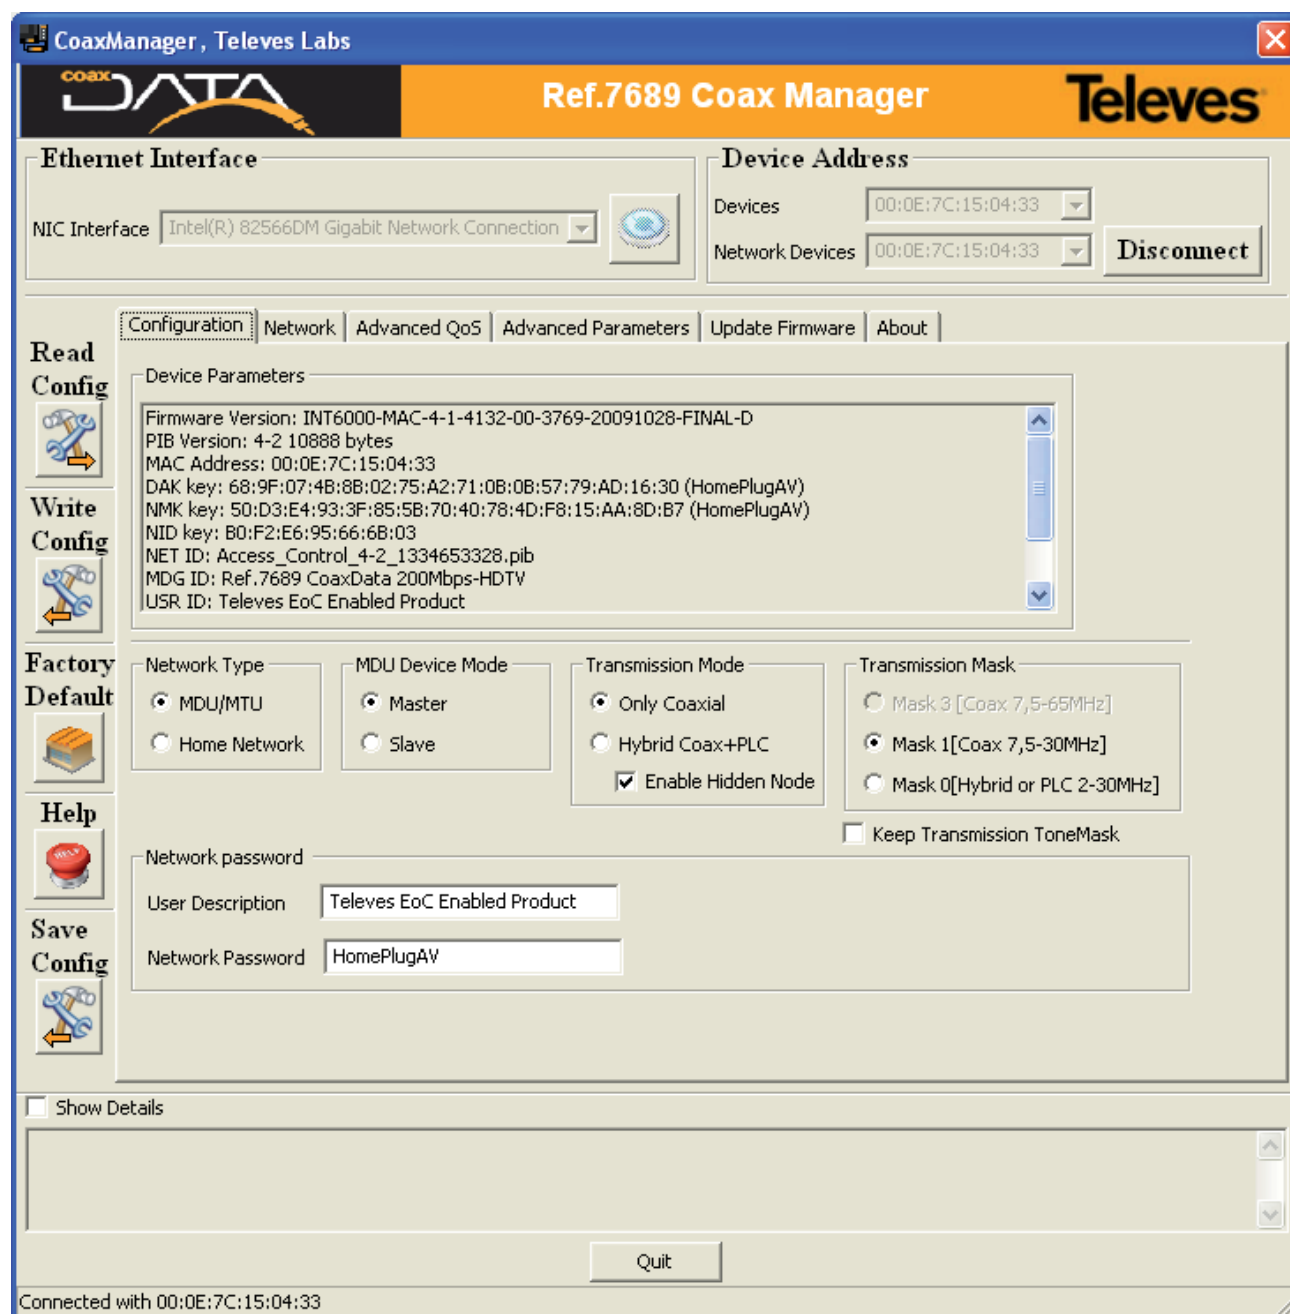 CoaxManager, Televes Labs
coax
DATA
Ref.7689 Coax Manager
Televes
Ethernet Interface
NIC Interface
Intel(R) 82566DM Gigabit Network Connection
Device Address
Devices
00:0E:7C:15:04:33
Network Devices
00:0E:7C:15:04:33
Disconnect
Read
Config
Write
Config
Factory
Default
Help
HELP
Save
Config
Configuration
Network
Advanced QoS
Advanced Parameters
Update Firmware
About
Device Parameters
Firmware Version: INT6000-MAC-4-1-4132-00-3769-20091028-FINAL-D
PIB Version: 4-2 10888 bytes
MAC Address: 00:0E:7C:15:04:33
DAK key: 68:9F:07:4B:8B:02:75:A2:71:0B:0B:57:79:AD:16:30 (HomePlugAV)
NMK key: 50:D3:E4:93:3F:85:5B:70:40:78:4D:F8:15:AA:8D:B7 (HomePlugAV)
NID key: B0:F2:E6:95:66:6B:03
NET ID: Access_Control_4-2_1334653328.pib
MDG ID: Ref.7689 CoaxData 200Mbps-HDTV
USR ID: Televes EoC Enabled Product
Network Type
MDU/MTU
Home Network
MDU Device Mode
Master
Slave
Transmission Mode
Only Coaxial
Hybrid Coax+PLC
Enable Hidden Node
Transmission Mask
Mask 3 [Coax 7,5-65MHz]
Mask 1[Coax 7,5-30MHz]
Mask 0[Hybrid or PLC 2-30MHz]
Keep Transmission ToneMask
Network password
User Description
Televes EoC Enabled Product
Network Password
HomePlugAV
Show Details
Quit
Connected with 00:0E:7C:15:04:33